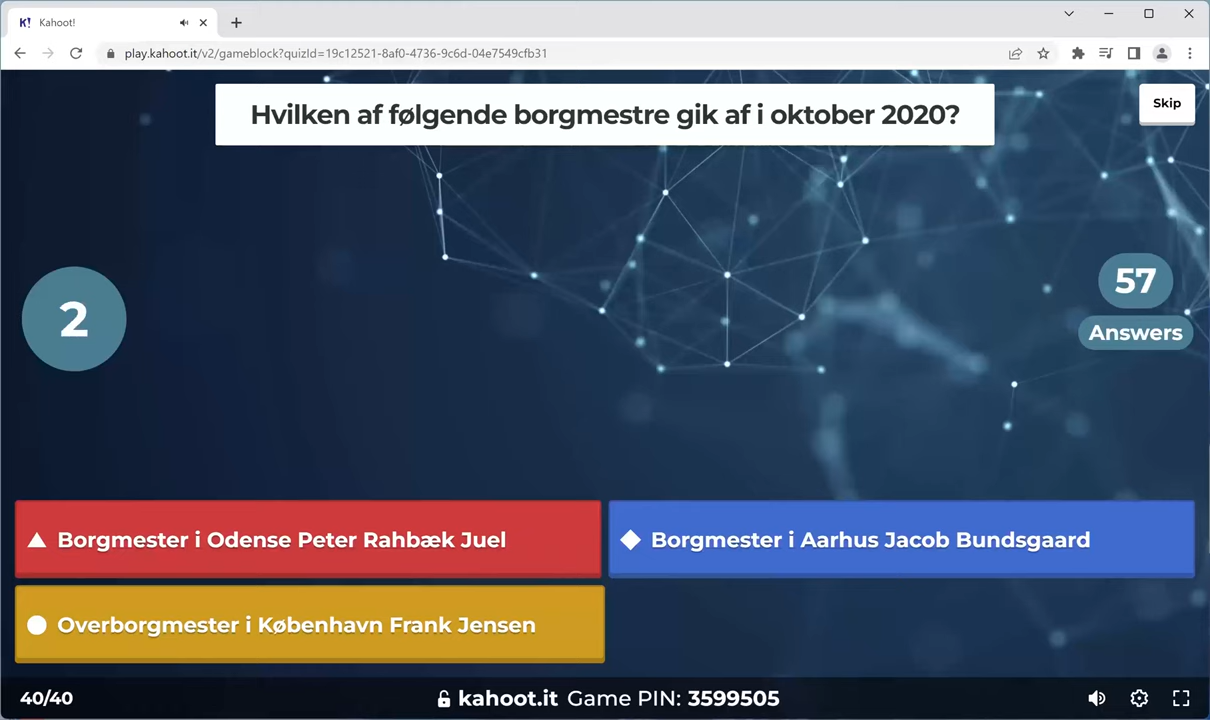 Kahoot!
play.kahoot.it/v2/gameblock?quizId=19c12521-8af0-4736-9c6d-04e7549cfb31
Hvilken af følgende borgmestre gik af i oktober 2020?
Skip
2
57
Answers
Borgmester i Odense Peter Rahbæk Juel
Borgmester i Aarhus Jacob Bundsgaard
Overborgmester i København Frank Jensen
40/40
kahoot.it Game PIN: 3599505